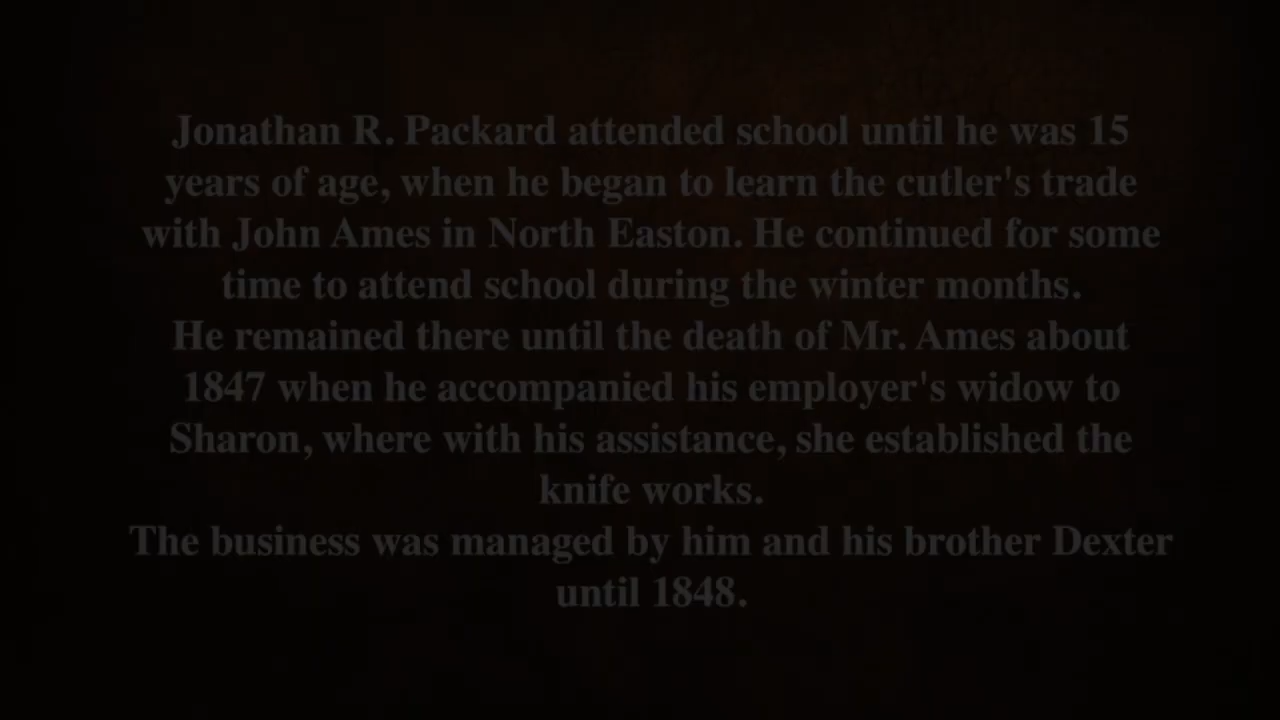 Jonathan R. Packard attended school until he was 15
years of age, when he began to learn the cutler's trade
with John Ames in North Easton. He continued for some
time to attend school during the winter months.
He remained there until the death of Mr. Ames about
1847 when he accompanied his employer's widow to
Sharon, where with his assistance, she established the
knife works.
The business was managed by him and his brother Dexter
until 1848.